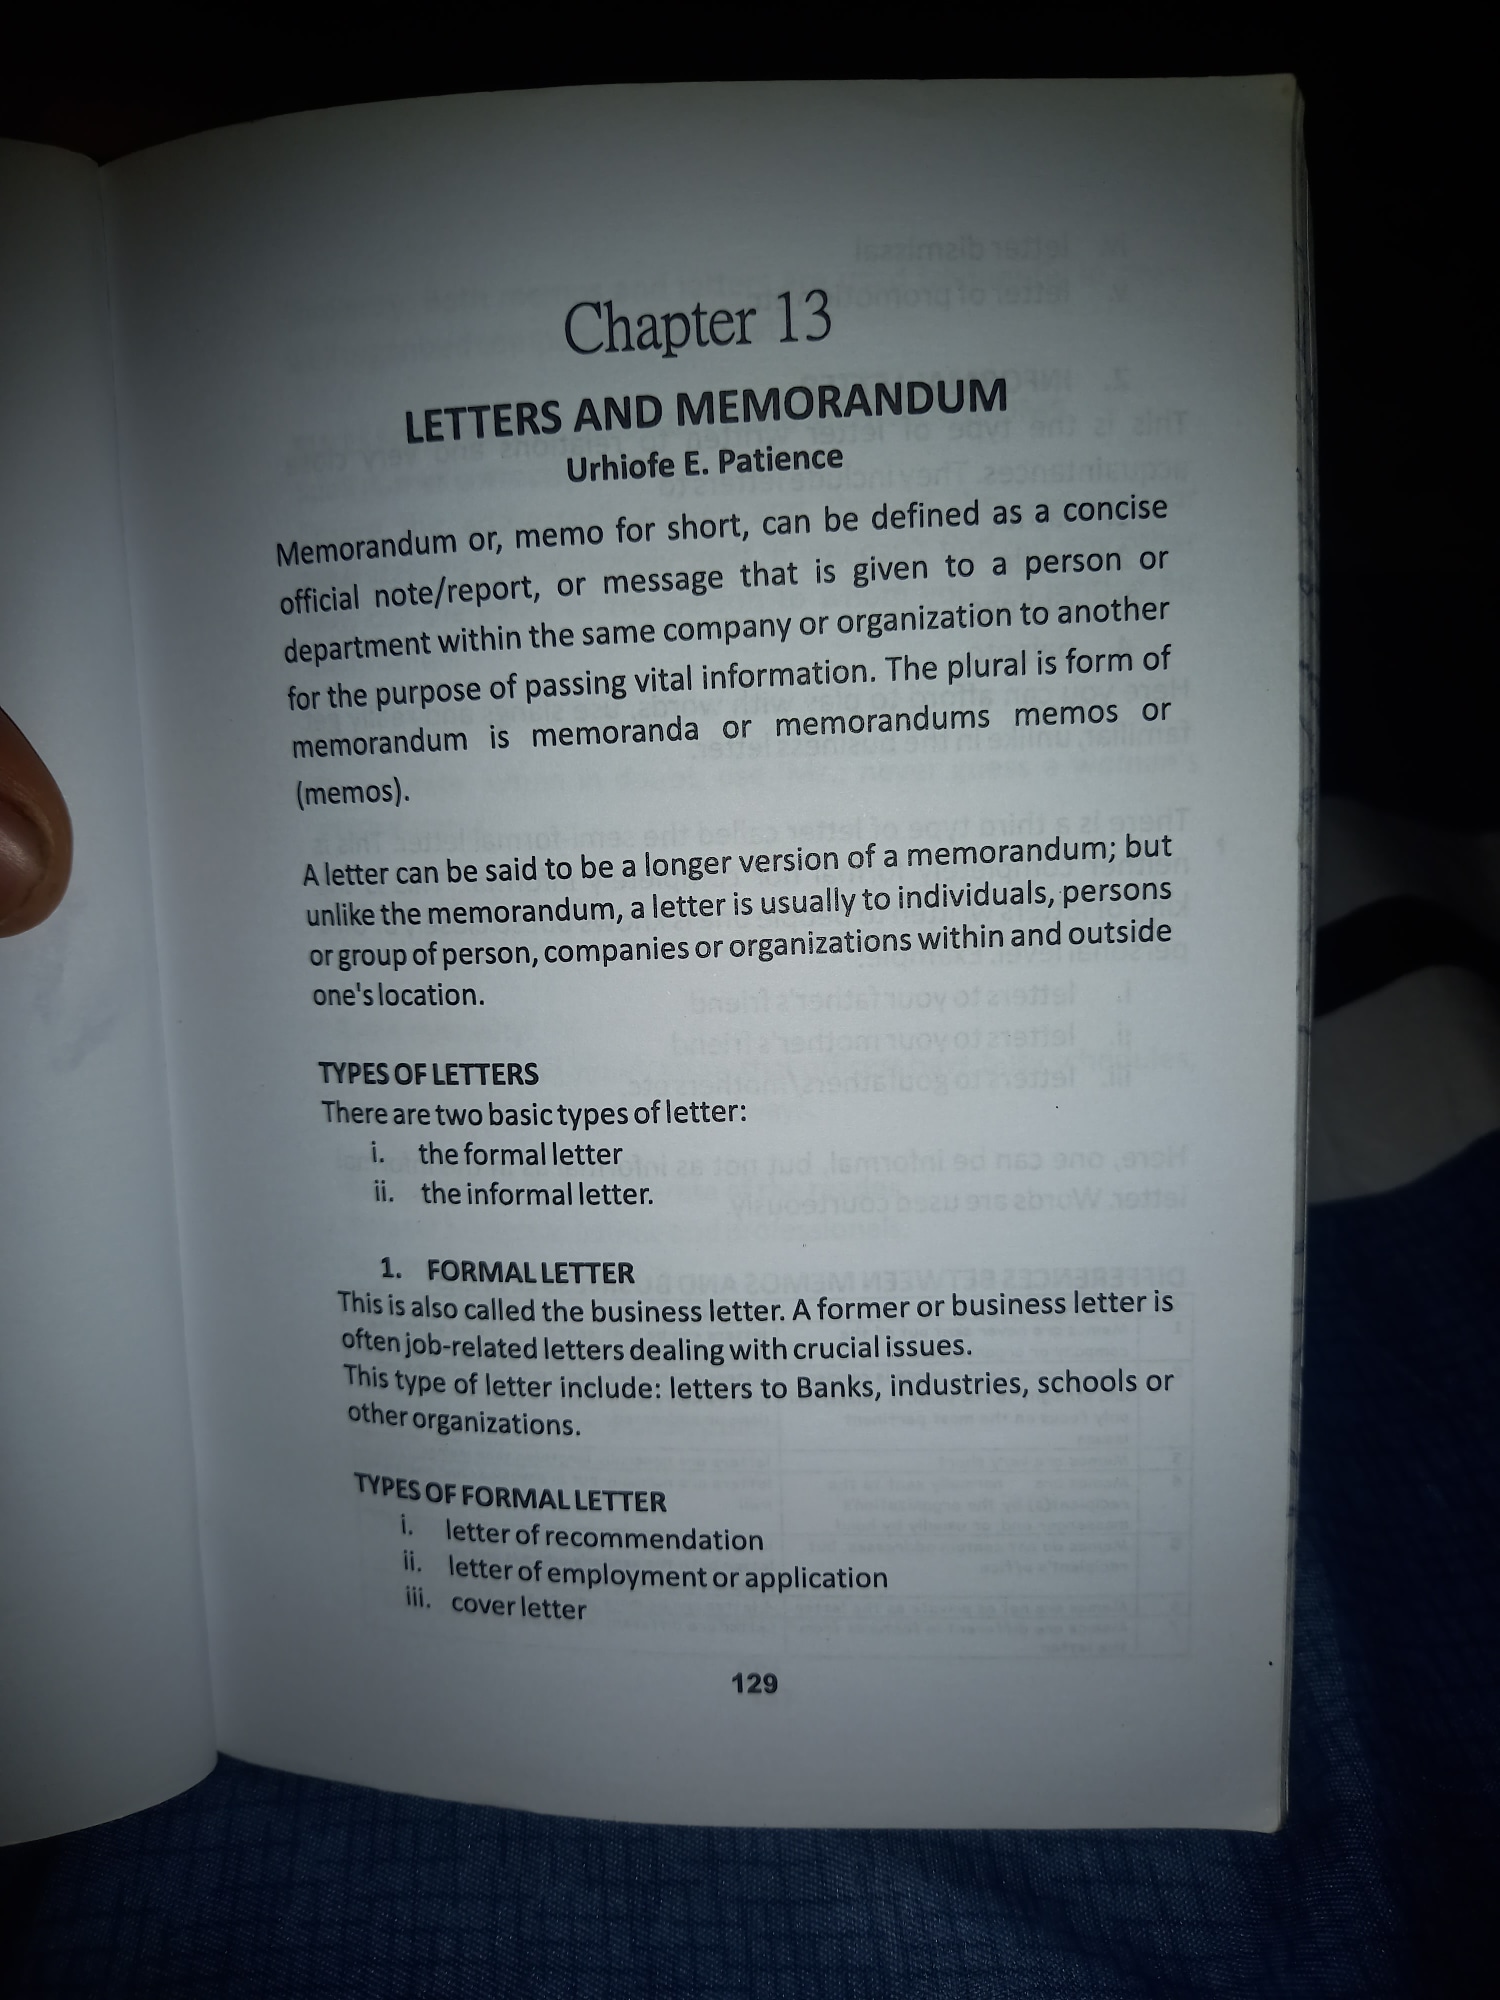 Chapter 13
LETTERS AND MEMORANDUM
Urhiofe E. Patience
Memorandum or, memo for short, can be defined as a concise
official note/report, or message that is given to a person or
department within the same company or organization to another
for the purpose of passing vital information. The plural is form of
memorandum is memoranda or memorandums memos or
(memos).
A letter can be said to be a longer version of a memorandum; but
unlike the memorandum, a letter is usually to individuals, persons
or group of person, companies or organizations within and outside
one's location.
TYPES OF LETTERS
There are two basic types of letter:
i. the formal letter
ii. the informal letter.
1. FORMAL LETTER
This is also called the business letter. A former or business letter is
often job-related letters dealing with crucial issues.
This type of letter include: letters to Banks, industries, schools or
other organizations.
TYPES OF FORMAL LETTER
i. letter of recommendation
ii. letter of employment or application
iii. cover letter
129